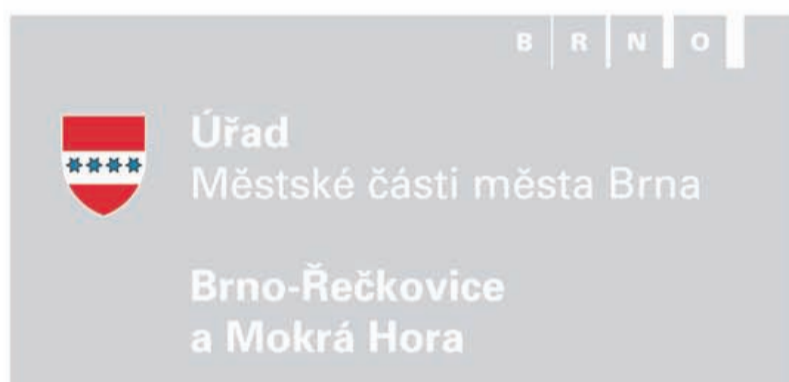 B R N O
Úřad
Městské části města Brna
Brno-Řečkovice
a Mokrá Hora